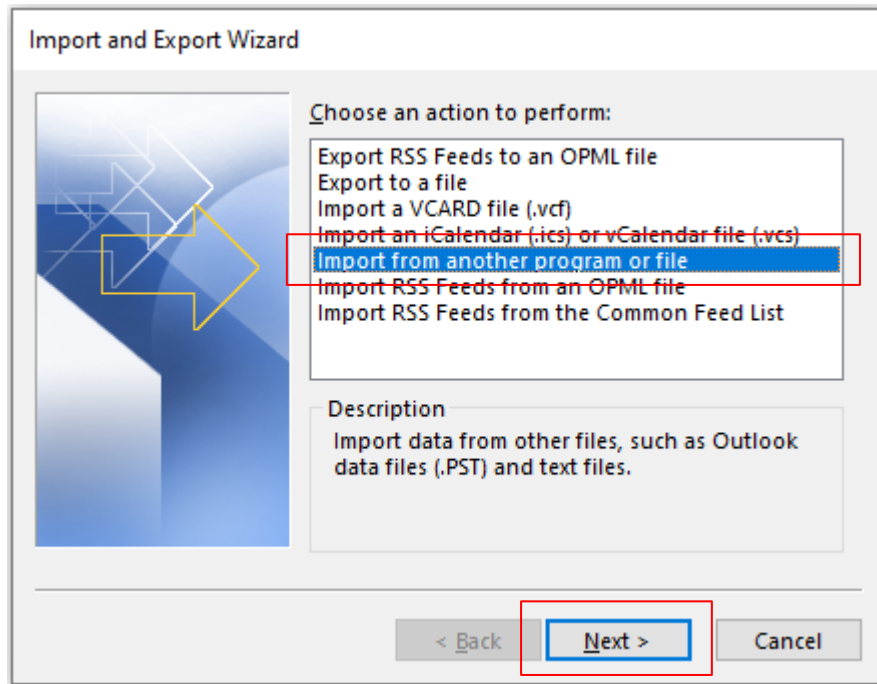 Import and Export Wizard
Choose an action to perform:
Export RSS Feeds to an OPML file
Export to a file
Import a VCARD file (.vcf)
Import an iCalendar (.ics) or vCalendar file (.vcs)
Import from another program or file
Import RSS Feeds from an OPML file
Import RSS Feeds from the Common Feed List
Description
Import data from other files, such as Outlook
data files (.PST) and text files.
< Back Next > Cancel